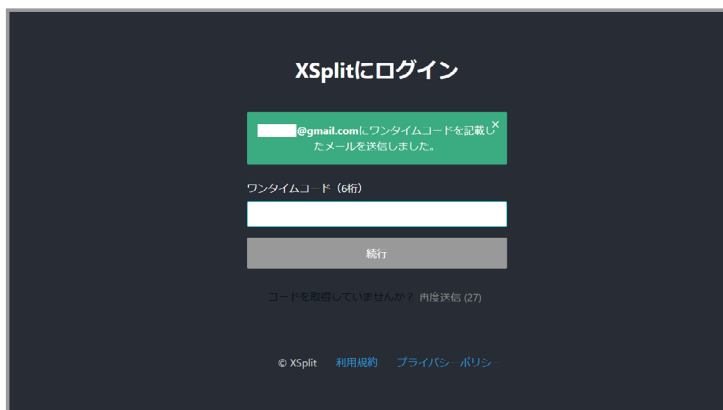 XSplitにログイン
@gmail.comにワンタイムコードを記載し
たメールを送信しました。
×
ワンタイムコード（6桁）
続行
コードを取得していませんか？ 再度送信 (27)
© XSplit 利用規約 プライバシーポリシー